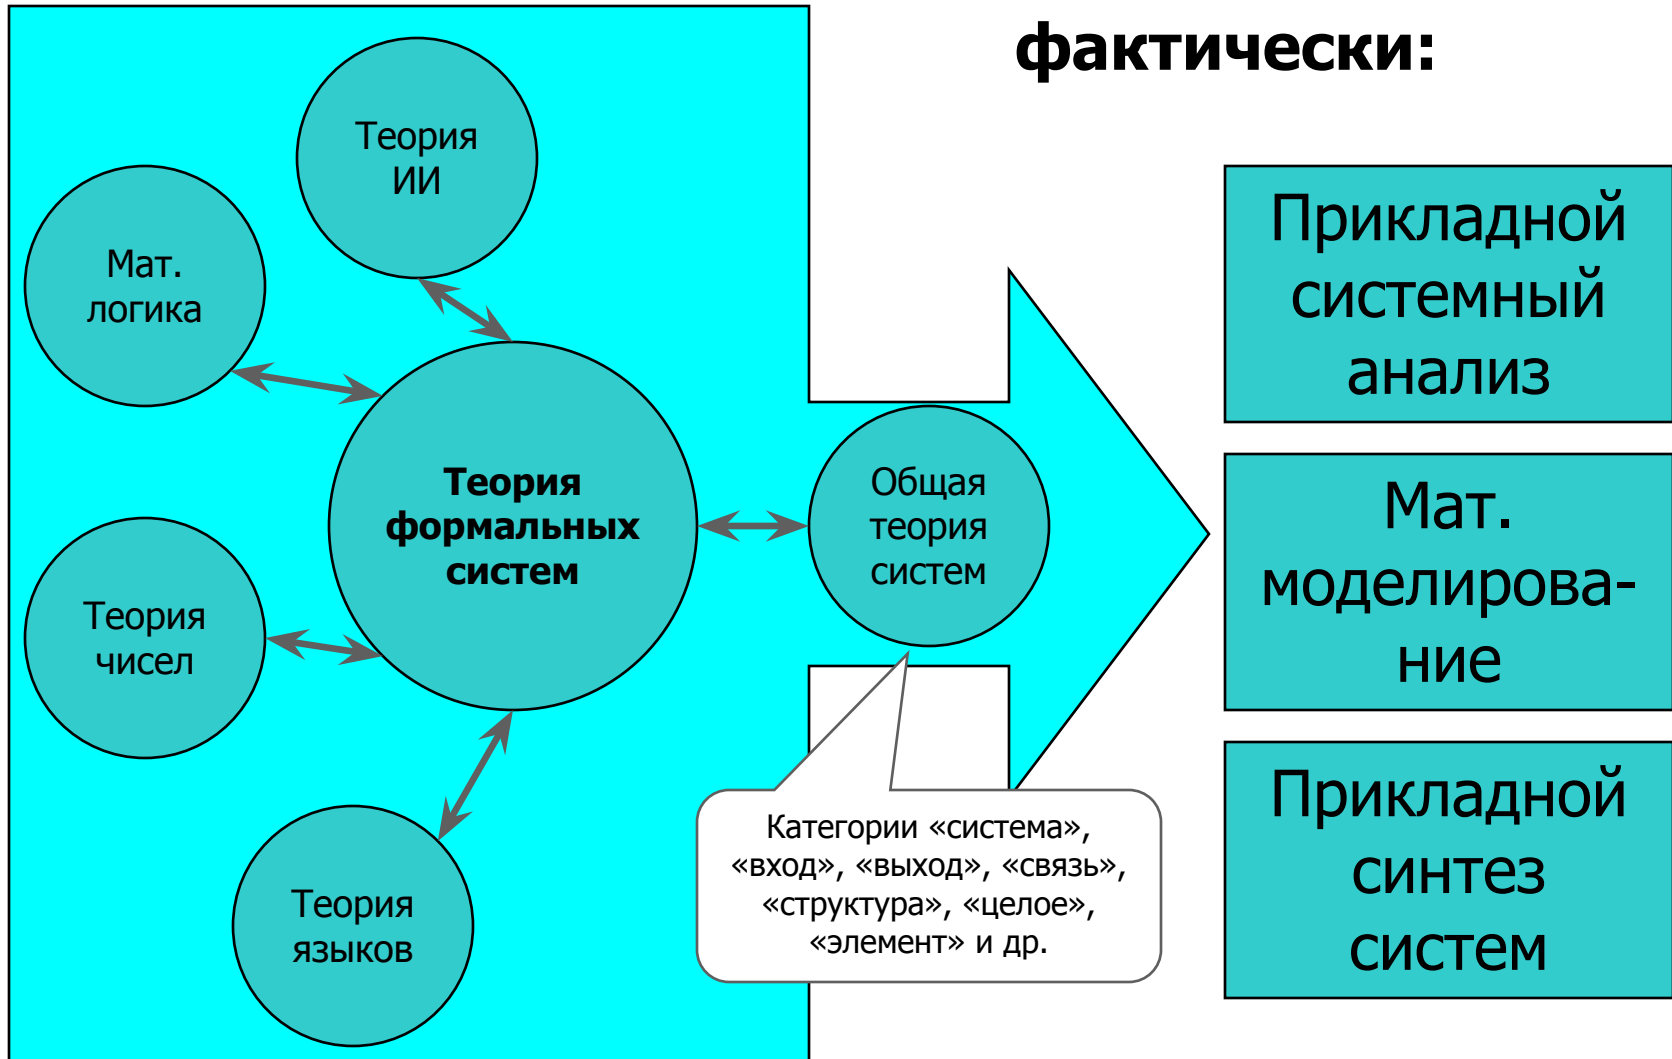 фактически:
Теория
ИИ
Мат.
логика
Теория
формальных
систем
Общая
теория
систем
Теория
чисел
Теория
языков
Категории «система»,
«вход», «выход», «связь»,
«структура», «целое»,
«элемент» и др.
Прикладной
системный
анализ
Мат.
моделирова-
ние
Прикладной
синтез
систем